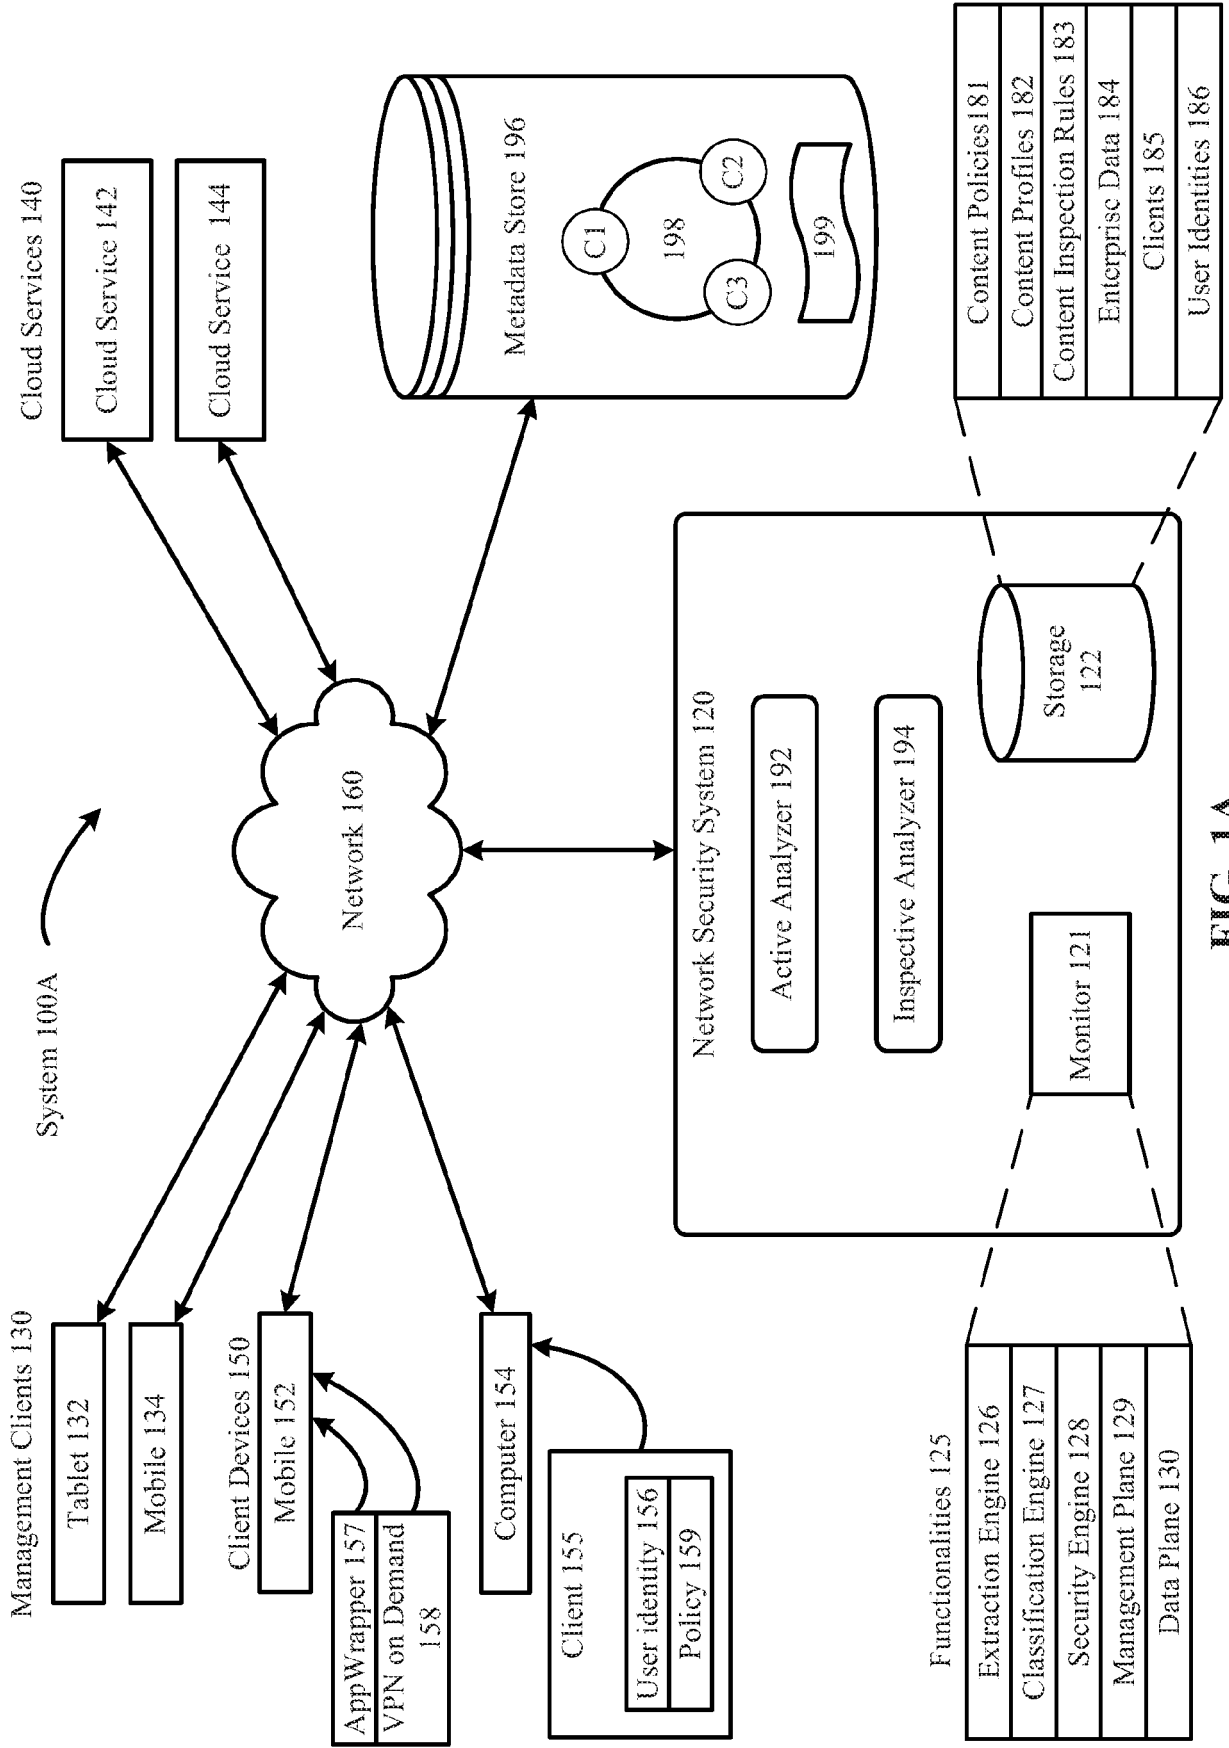 System 100A
Management Clients 130
Tablet 132
Mobile 134
Client Devices 150
Mobile 152
AppWrapper 157
VPN on Demand
158
Computer 154
Client 155
User identity 156
Policy 159
Network 160
Cloud Services 140
Cloud Service 142
Cloud Service 144
Metadata Store 196
C1
198
C3
C2
199
Network Security System 120
Active Analyzer 192
Inspective Analyzer 194
Monitor 121
Storage
122
Functionalities 125
Extraction Engine 126
Classification Engine 127
Security Engine 128
Management Plane 129
Data Plane 130
Content Policies181
Content Profiles 182
Content Inspection Rules 183
Enterprise Data 184
Clients 185
User Identities 186
FIG. 1A